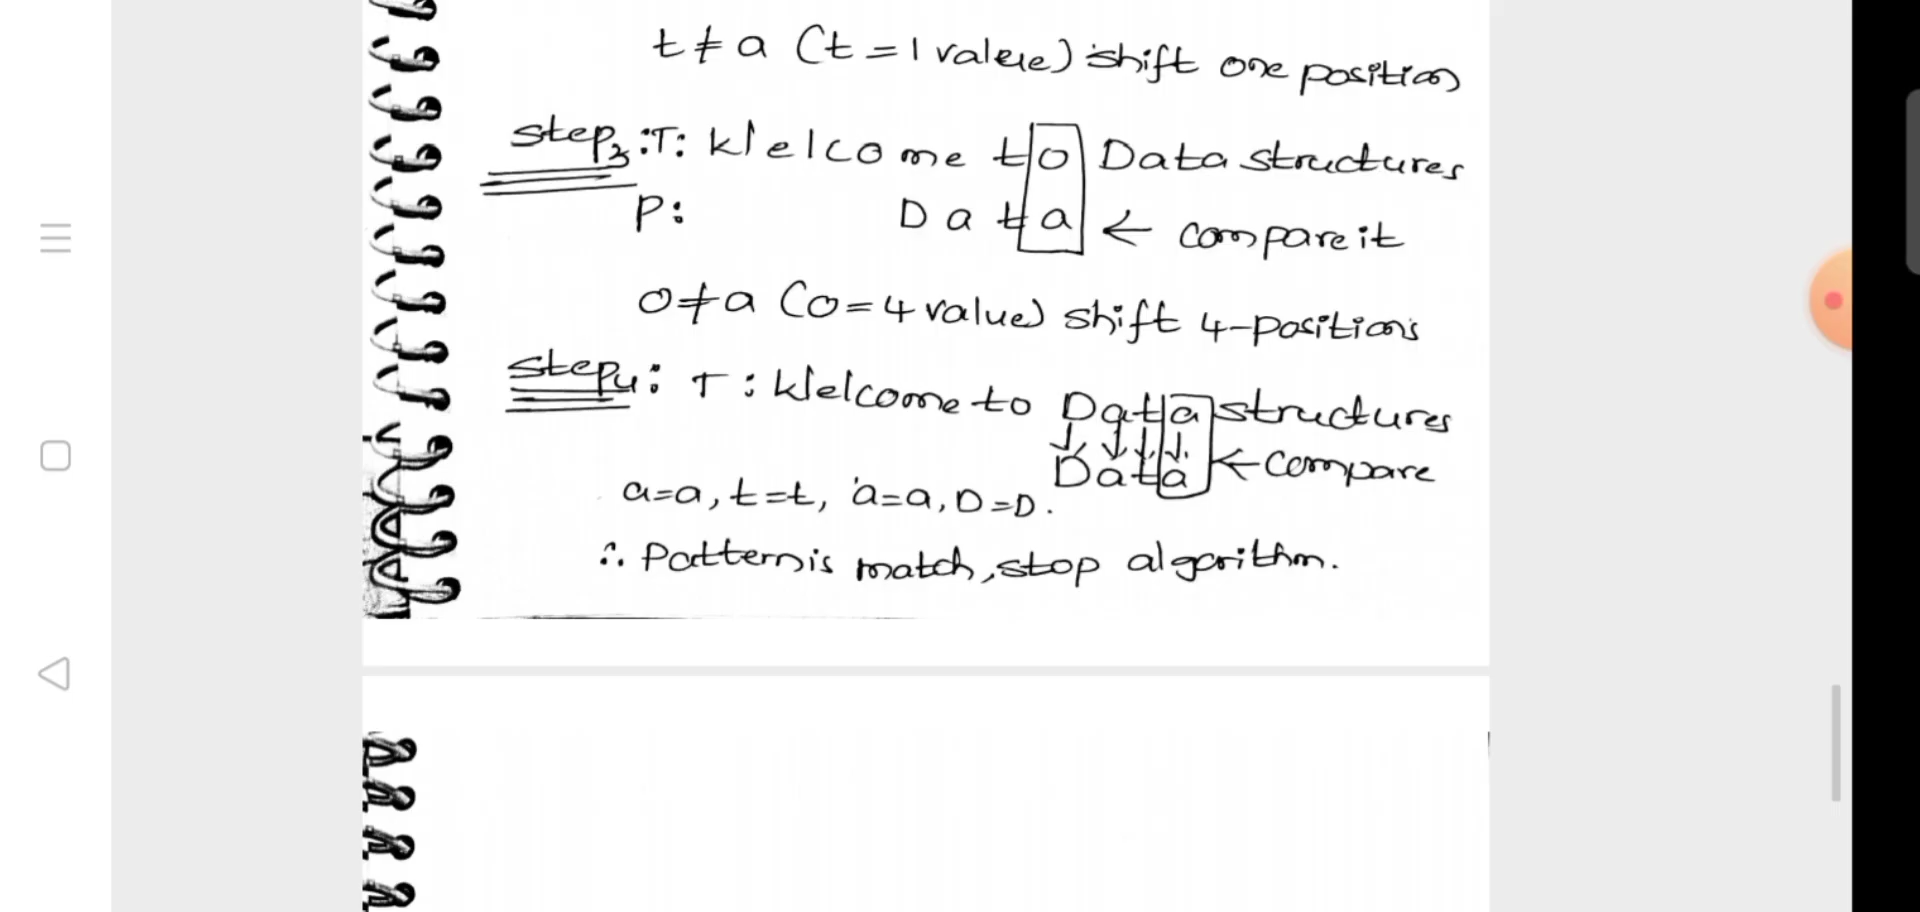 t ≠ a (t = 1 value) shift one position
step3: T: Welcome to Data structures
P: Data ← compare it
o ≠ a (o = 4 value) shift 4-positions
step4: T: Welcome to Data structures
Data ← compare
a=a, t=t, a=a, D=D.
∴ Pattern is match, stop algorithm.